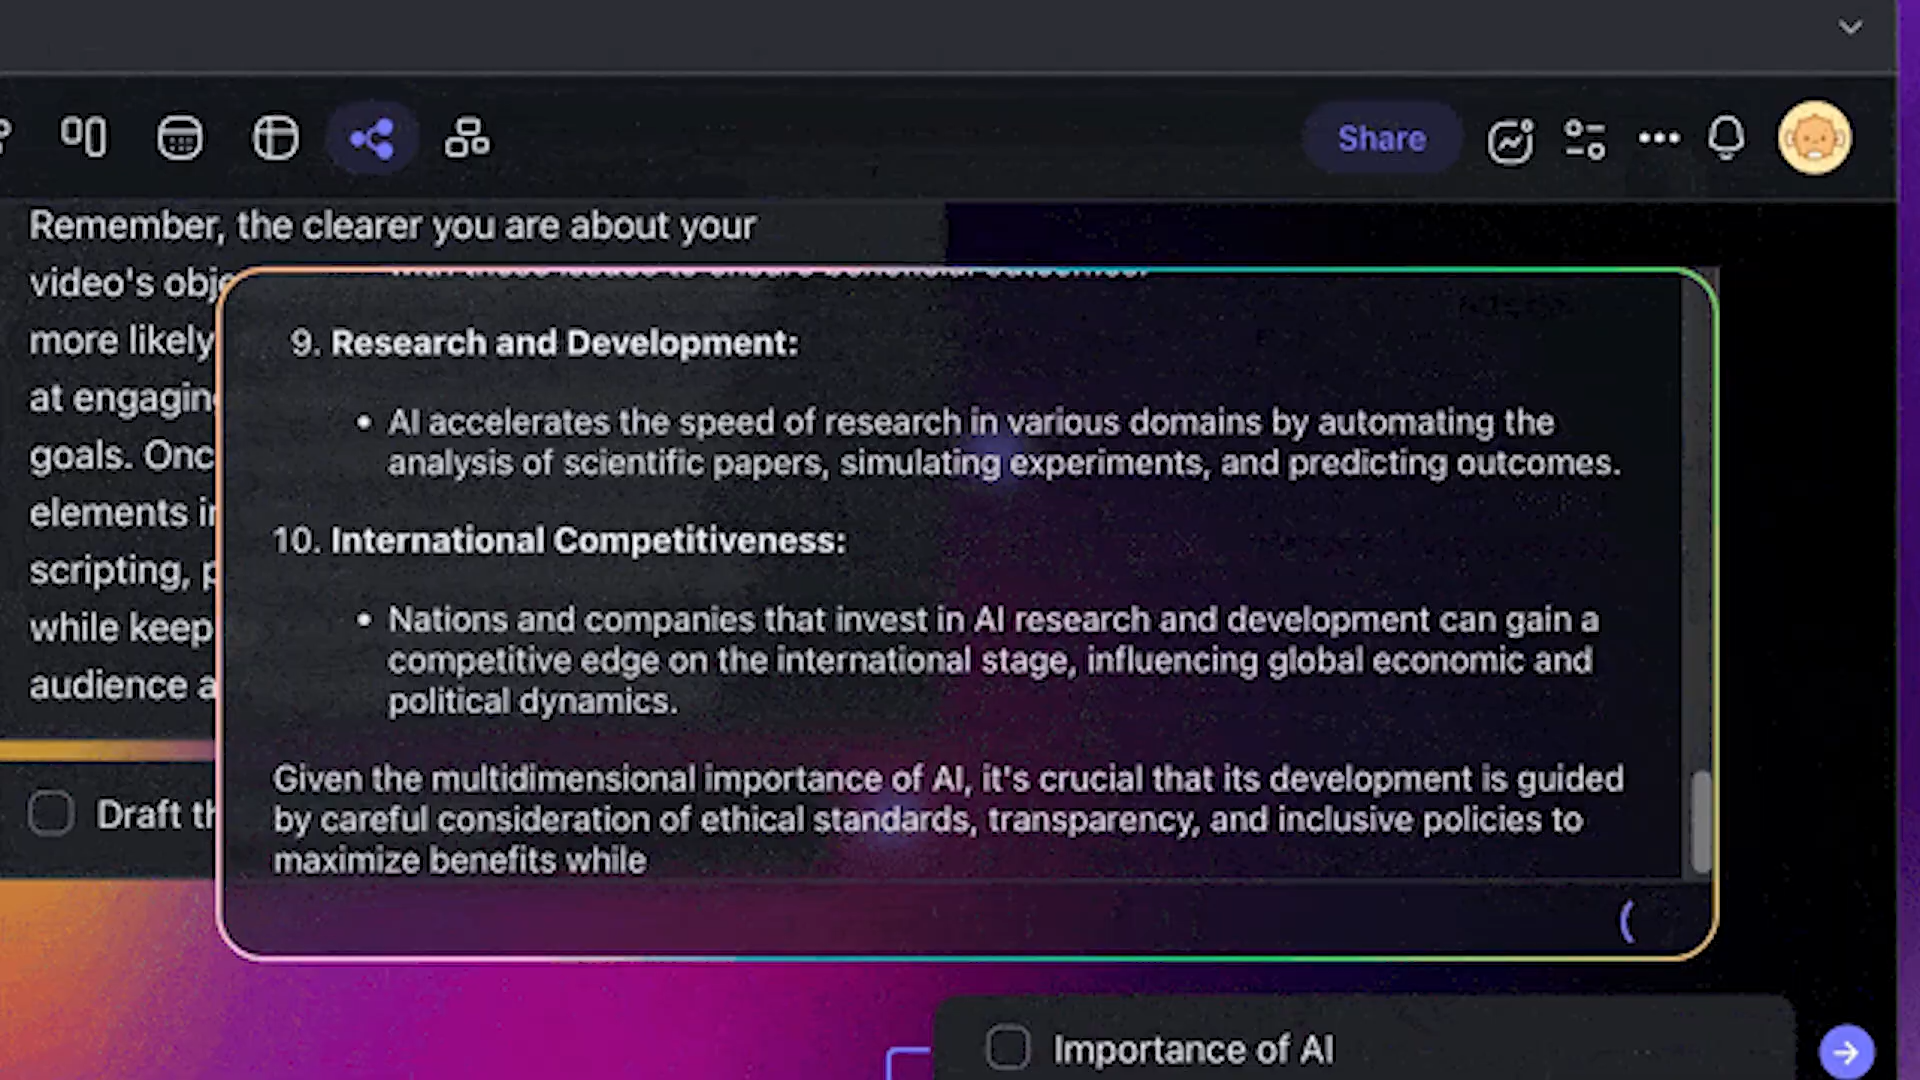 Share
Remember, the clearer you are about your
video's
more likely
at
goals.
elements
scripting,
while keep
audience
Draft
9. Research and Development:
• AI accelerates the speed of research in various domains by automating the
analysis of scientific papers, simulating experiments, and predicting outcomes.
10. International Competitiveness:
• Nations and companies that invest in AI research and development can gain a
competitive edge on the international stage, influencing global economic and
political dynamics.
Given the multidimensional importance of AI, it's crucial that its development is guided
by careful consideration of ethical standards, transparency, and inclusive policies to
maximize benefits while
Importance of AI